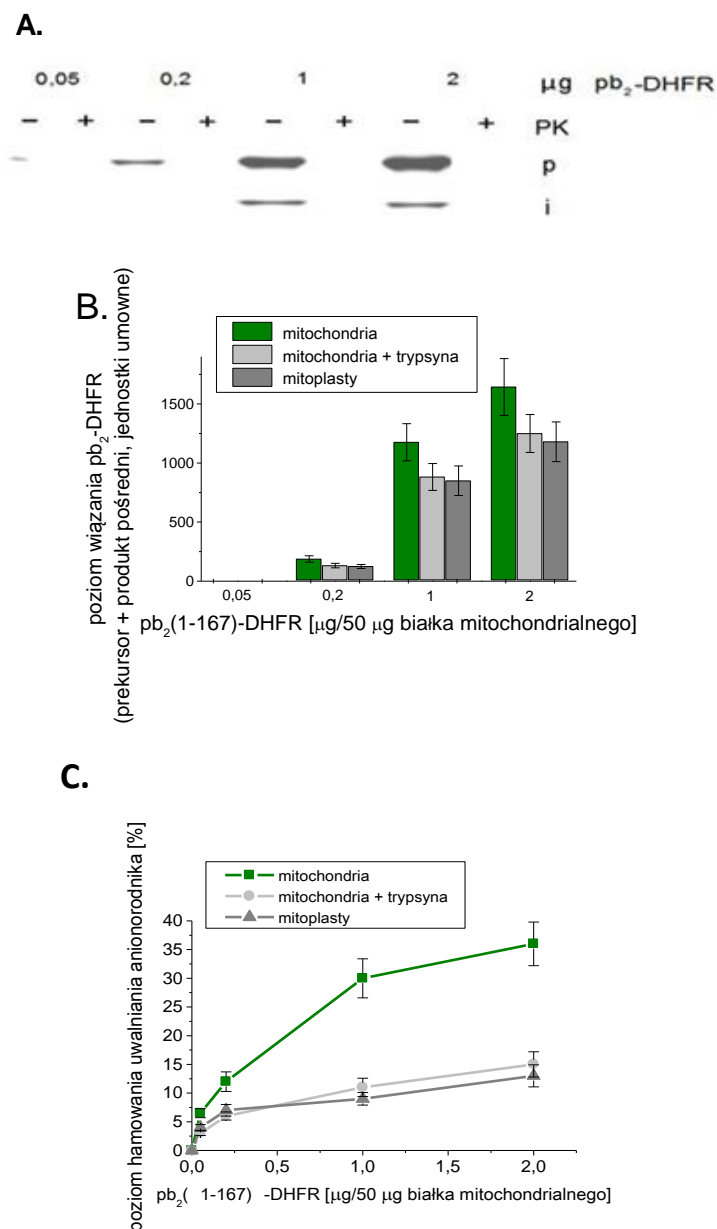 A.
0,05 0,2 1 2 µg pb2-DHFR
− + − + − + − + PK
p
i
B.
poziom wiązania pb2-DHFR
(prekursor + produkt pośredni, jednostki umowne)
mitochondria
mitochondria + trypsyna
mitoplasty
1500
1000
500
0
0,05 0,2 1 2
pb2(1-167)-DHFR [µg/50 µg białka mitochondrialnego]
C.
poziom hamowania uwalniania anionorodnika [%]
mitochondria
mitochondria + trypsyna
mitoplasty
40
35
30
25
20
15
10
5
0
0,0 0,5 1,0 1,5 2,0
pb2( 1-167) -DHFR [µg/50 µg białka mitochondrialnego]